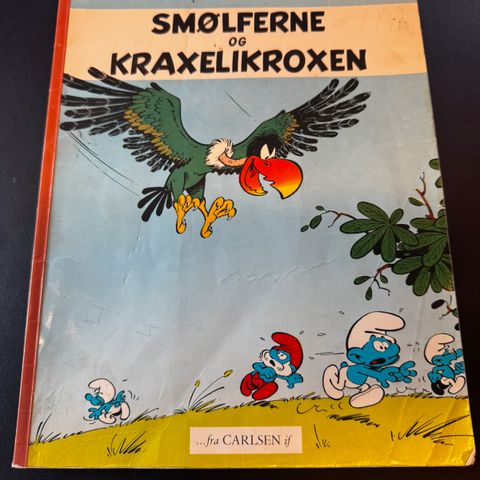 SMØLFERNE
OG
KRAXELIKROXEN
...fra CARLSEN if